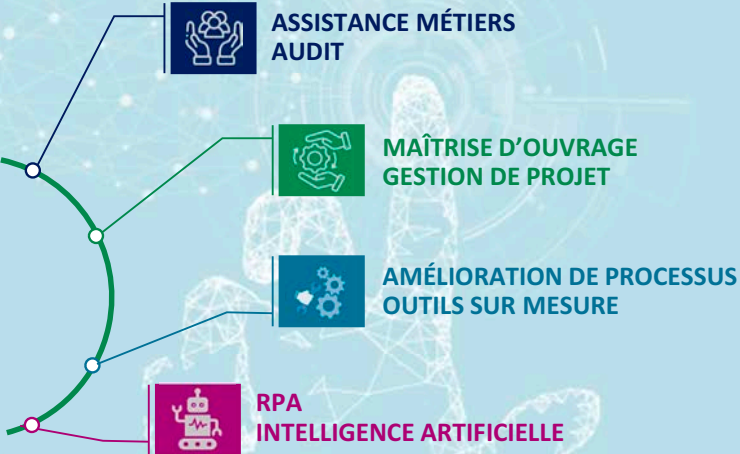 ASSISTANCE MÉTIERS
AUDIT
MAÎTRISE D’OUVRAGE
GESTION DE PROJET
AMÉLIORATION DE PROCESSUS
OUTILS SUR MESURE
RPA
INTELLIGENCE ARTIFICIELLE